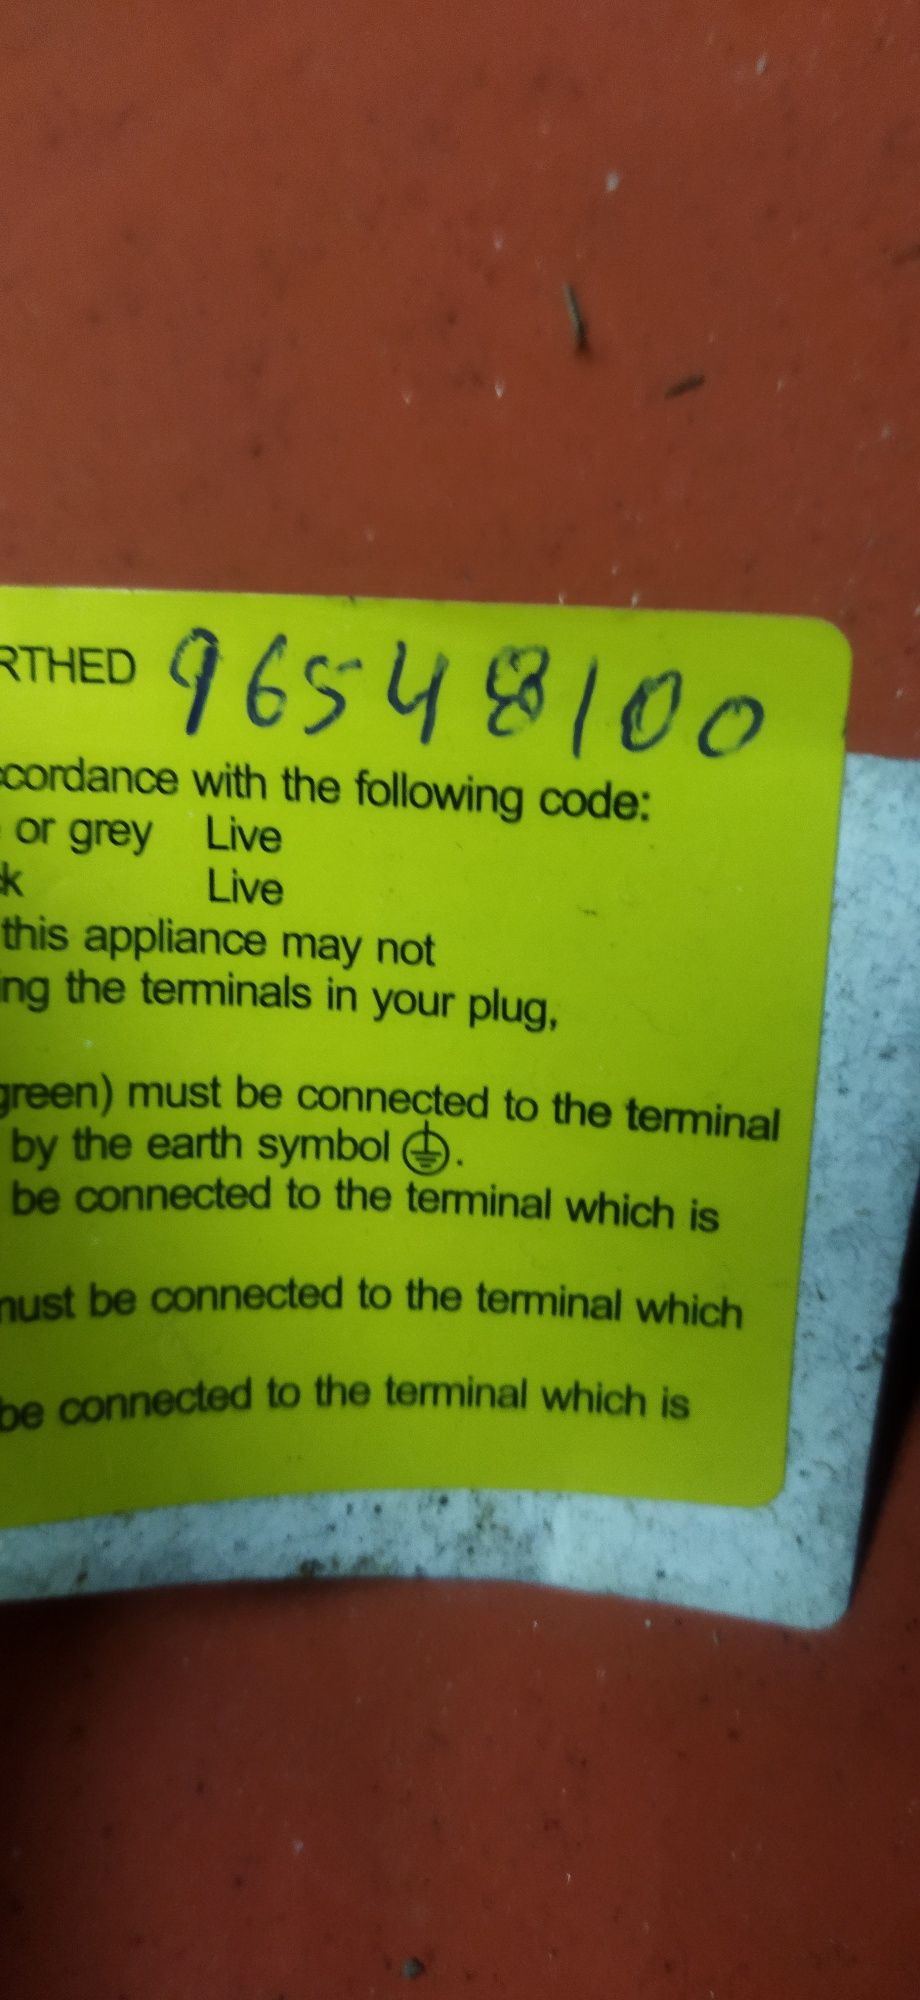 RTHED 96548100
ccordance with the following code:
or grey Live
k Live
this appliance may not
ing the terminals in your plug,
green) must be connected to the terminal
by the earth symbol ⏚.
be connected to the terminal which is
must be connected to the terminal which
be connected to the terminal which is